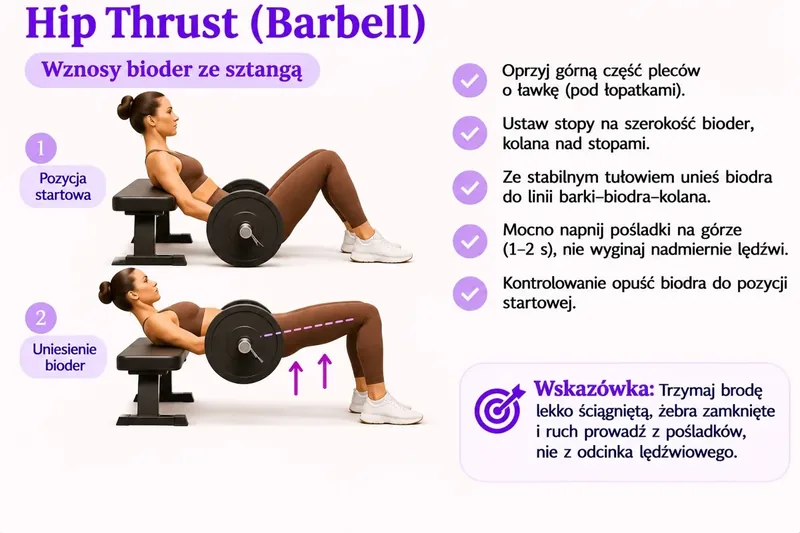 Hip Thrust (Barbell)
Wznosy bioder ze sztangą
1
Pozycja
startowa
2
Uniesienie
bioder
Oprzyj górną część pleców
o ławkę (pod łopatkami).
Ustaw stopy na szerokość bioder,
kolana nad stopami.
Ze stabilnym tułowiem unieś biodra
do linii barki–biodra–kolana.
Mocno napnij pośladki na górze
(1–2 s), nie wyginaj nadmiernie lędźwi.
Kontrolowanie opuść biodra do pozycji
startowej.
Wskazówka: Trzymaj brodę
lekko ściągniętą, żebra zamknięte
i ruch prowadź z pośladków,
nie z odcinka lędźwiowego.